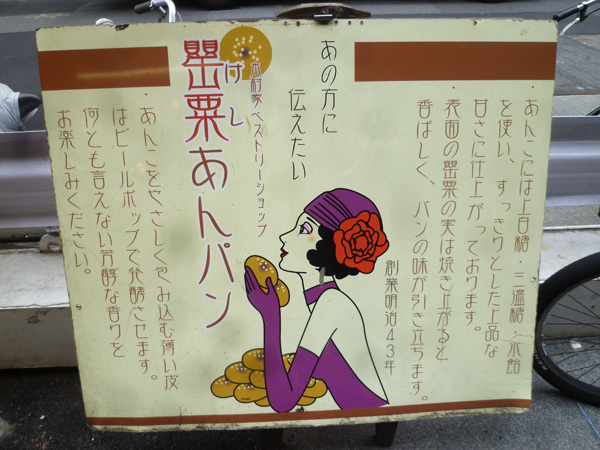 ・あんこには上白糖・三温糖・水飴
を使い、すっきりとした上品な
甘さに仕上がっております。
表面の罌粟の実は焼き上がると
香ばしく、パンの味が引き立ちます。
創業明治43年
あの方に
伝えたい
木村家ペストリーショップ
罌粟あんパン
けし
・あんこをやさしく包み込む薄い皮
はビールホップで発酵させます。
何とも言えない芳醇な香りを
お楽しみください。